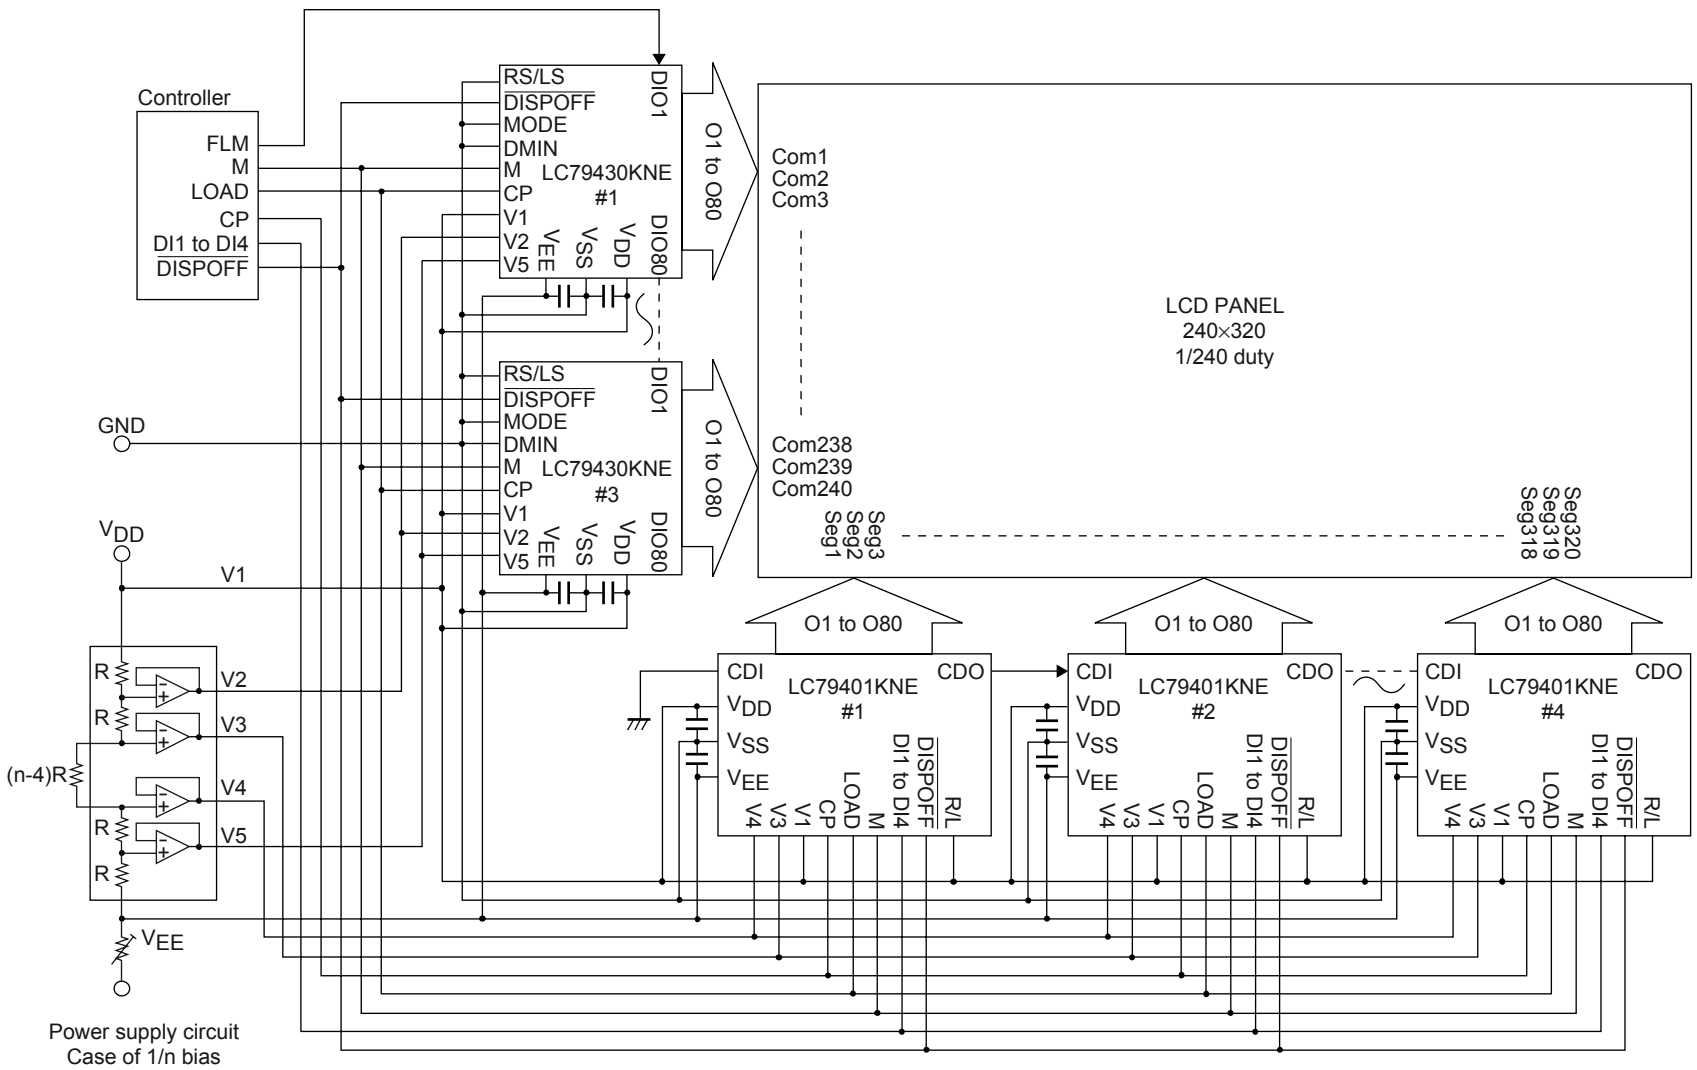 Controller
FLM
M
LOAD
CP
DI1 to DI4
DISPOFF
RS/LS
DISPOFF
MODE
DMIN
M
CP
V1
V2
V5
LC79430KNE
#1
VEE
VSS
VDD
DIO1
DIO80
O1 to O80
RS/LS
DISPOFF
MODE
DMIN
M
CP
V1
V2
V5
LC79430KNE
#3
VEE
VSS
VDD
DIO1
DIO80
O1 to O80
Com1
Com2
Com3
Com238
Com239
Com240
LCD PANEL
240×320
1/240 duty
Seg1
Seg2
Seg3
Seg318
Seg319
Seg320
GND
VDD
V1
R
V2
R
V3
(n-4)R
V4
R
V5
R
VEE
Power supply circuit
Case of 1/n bias
O1 to O80
CDI
CDO
LC79401KNE
#1
VDD
VSS
VEE
V4
V3
V1
CP
LOAD
M
DI1 to DI4
DISPOFF
R/L
O1 to O80
CDI
CDO
LC79401KNE
#2
VDD
VSS
VEE
V4
V3
V1
CP
LOAD
M
DI1 to DI4
DISPOFF
R/L
O1 to O80
CDI
CDO
LC79401KNE
#4
VDD
VSS
VEE
V4
V3
V1
CP
LOAD
M
DI1 to DI4
DISPOFF
R/L